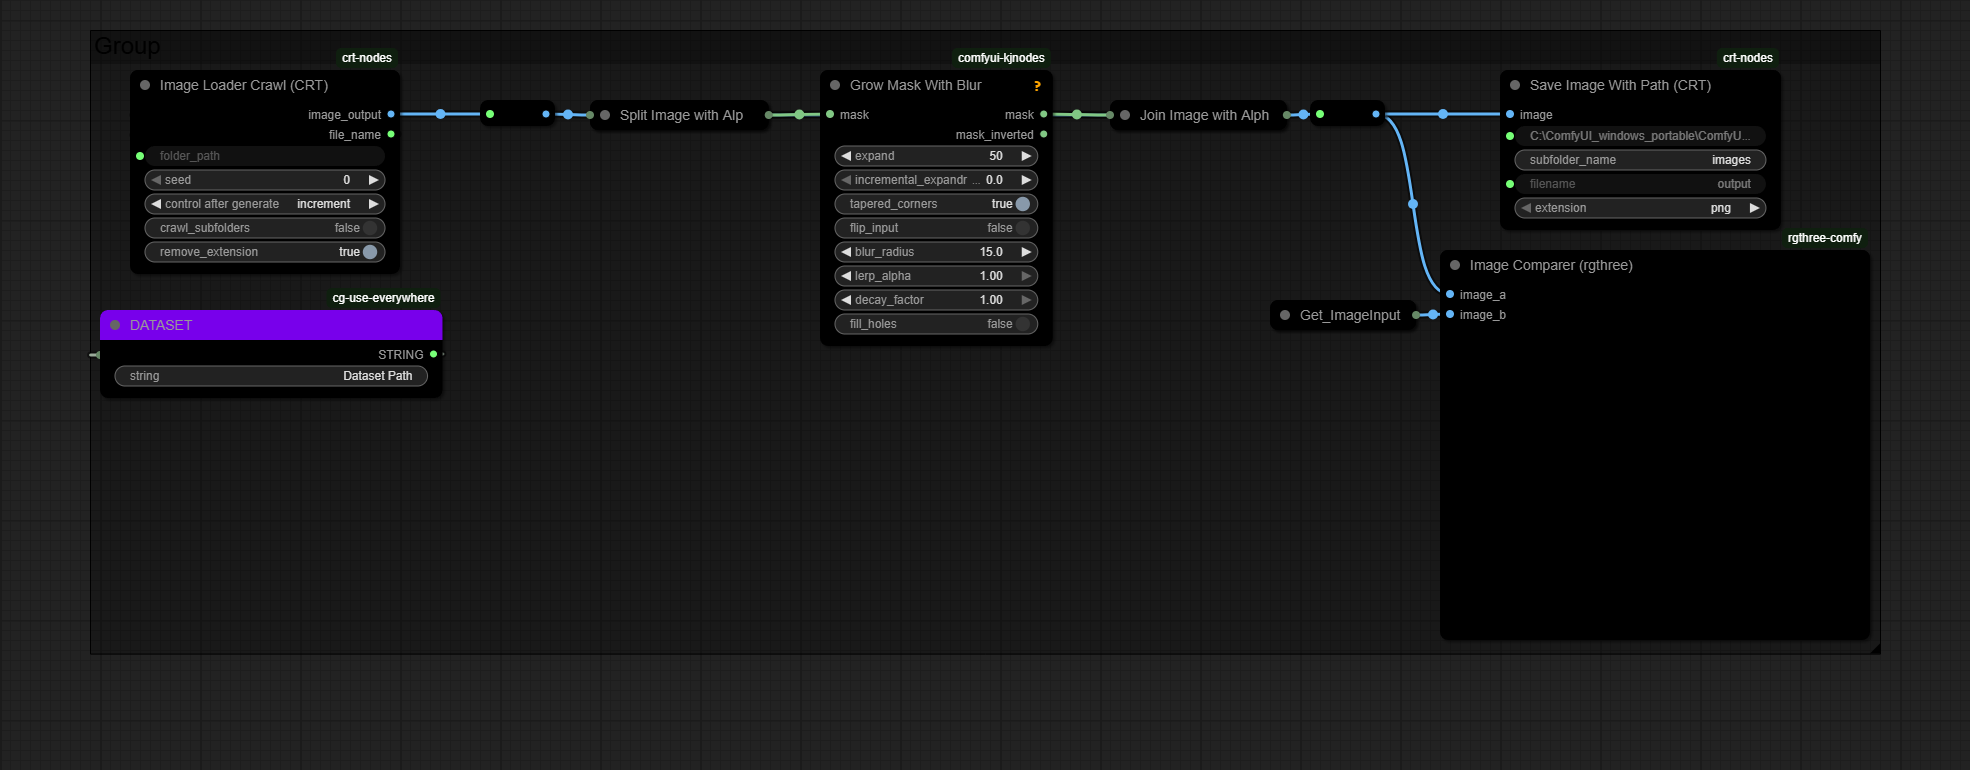 Group
crt-nodes
Image Loader Crawl (CRT)
image_output
file_name
folder_path
seed 0
control after generate increment
crawl_subfolders false
remove_extension true
cg-use-everywhere
DATASET
STRING
string Dataset Path
Split Image with Alp
comfyui-kjnodes
Grow Mask With Blur ?
mask mask
mask_inverted
expand 50
incremental_expandr ... 0.0
tapered_corners true
flip_input false
blur_radius 15.0
lerp_alpha 1.00
decay_factor 1.00
fill_holes false
Join Image with Alph
crt-nodes
Save Image With Path (CRT)
image
C:\ComfyUI_windows_portable\ComfyU...
subfolder_name images
filename output
extension png
rgthree-comfy
Image Comparer (rgthree)
image_a
image_b
Get_ImageInput